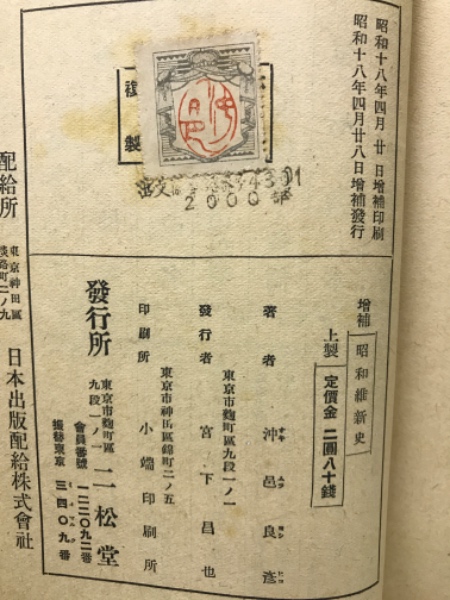 昭和十八年四月廿日增補印刷
昭和十八年四月廿八日增補發行
複製
4301
2000部
增補
昭和維新史
上製
定價金二圓八十錢
著者 沖邑良彥
東京市麴町區九段一ノ一
發行者 宮下昌也
東京市神田區錦町二ノ五
印刷所 小端印刷所
發行所
東京市麴町區
九段一ノ一
二松堂
會員番號 一二二〇九二番
振替東京 三四〇九番
配給所
東京神田區
淡路町二ノ九
日本出版配給株式會社